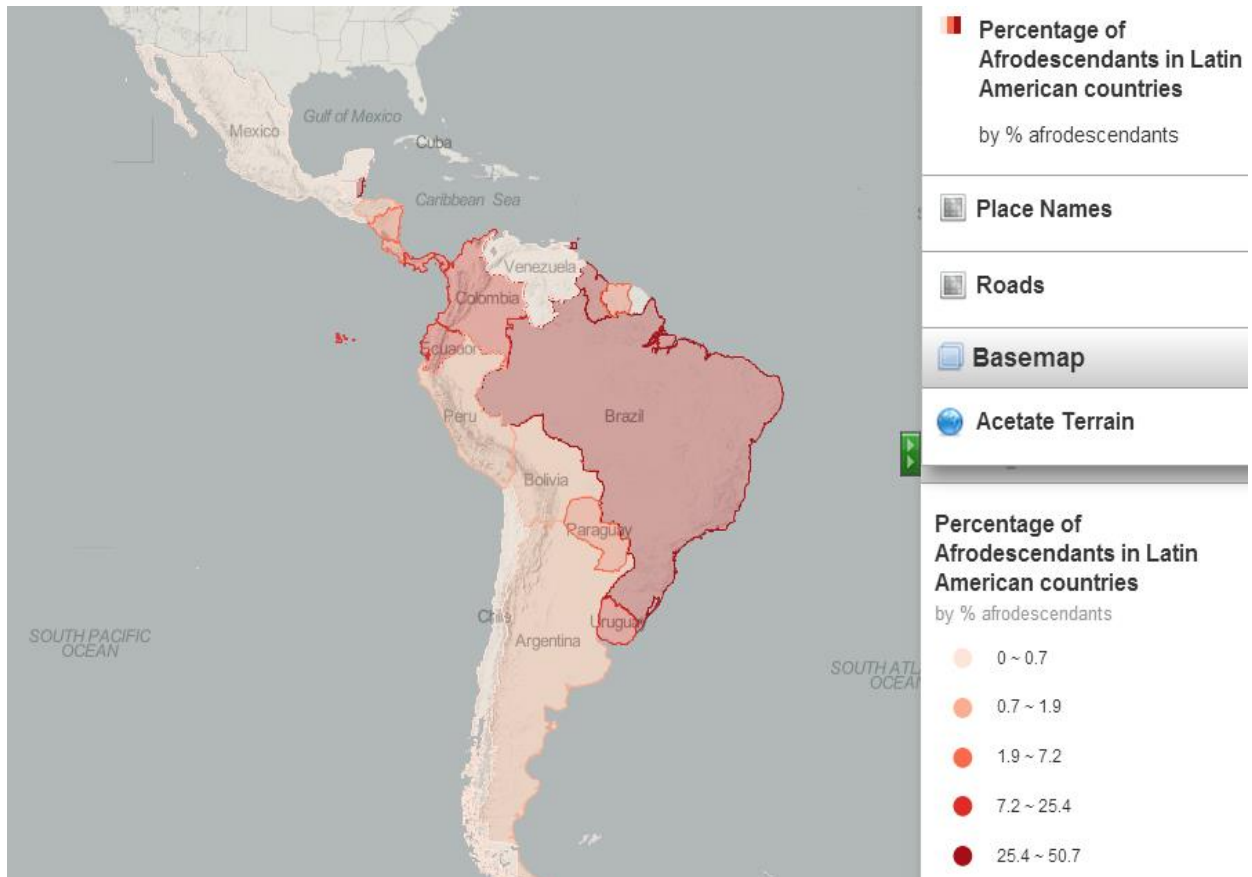 Mexico
Gulf of Mexico
Cuba
Caribbean Sea
Venezuela
Colombia
Ecuador
Peru
Brazil
Bolivia
Paraguay
Chile
Uruguay
Argentina
SOUTH PACIFIC
OCEAN
SOUTH ATL
OCEAN
Percentage of
Afrodescendants in Latin
American countries
by % afrodescendants
Place Names
Roads
Basemap
Acetate Terrain
Percentage of
Afrodescendants in Latin
American countries
by % afrodescendants
0 ~ 0.7
0.7 ~ 1.9
1.9 ~ 7.2
7.2 ~ 25.4
25.4 ~ 50.7